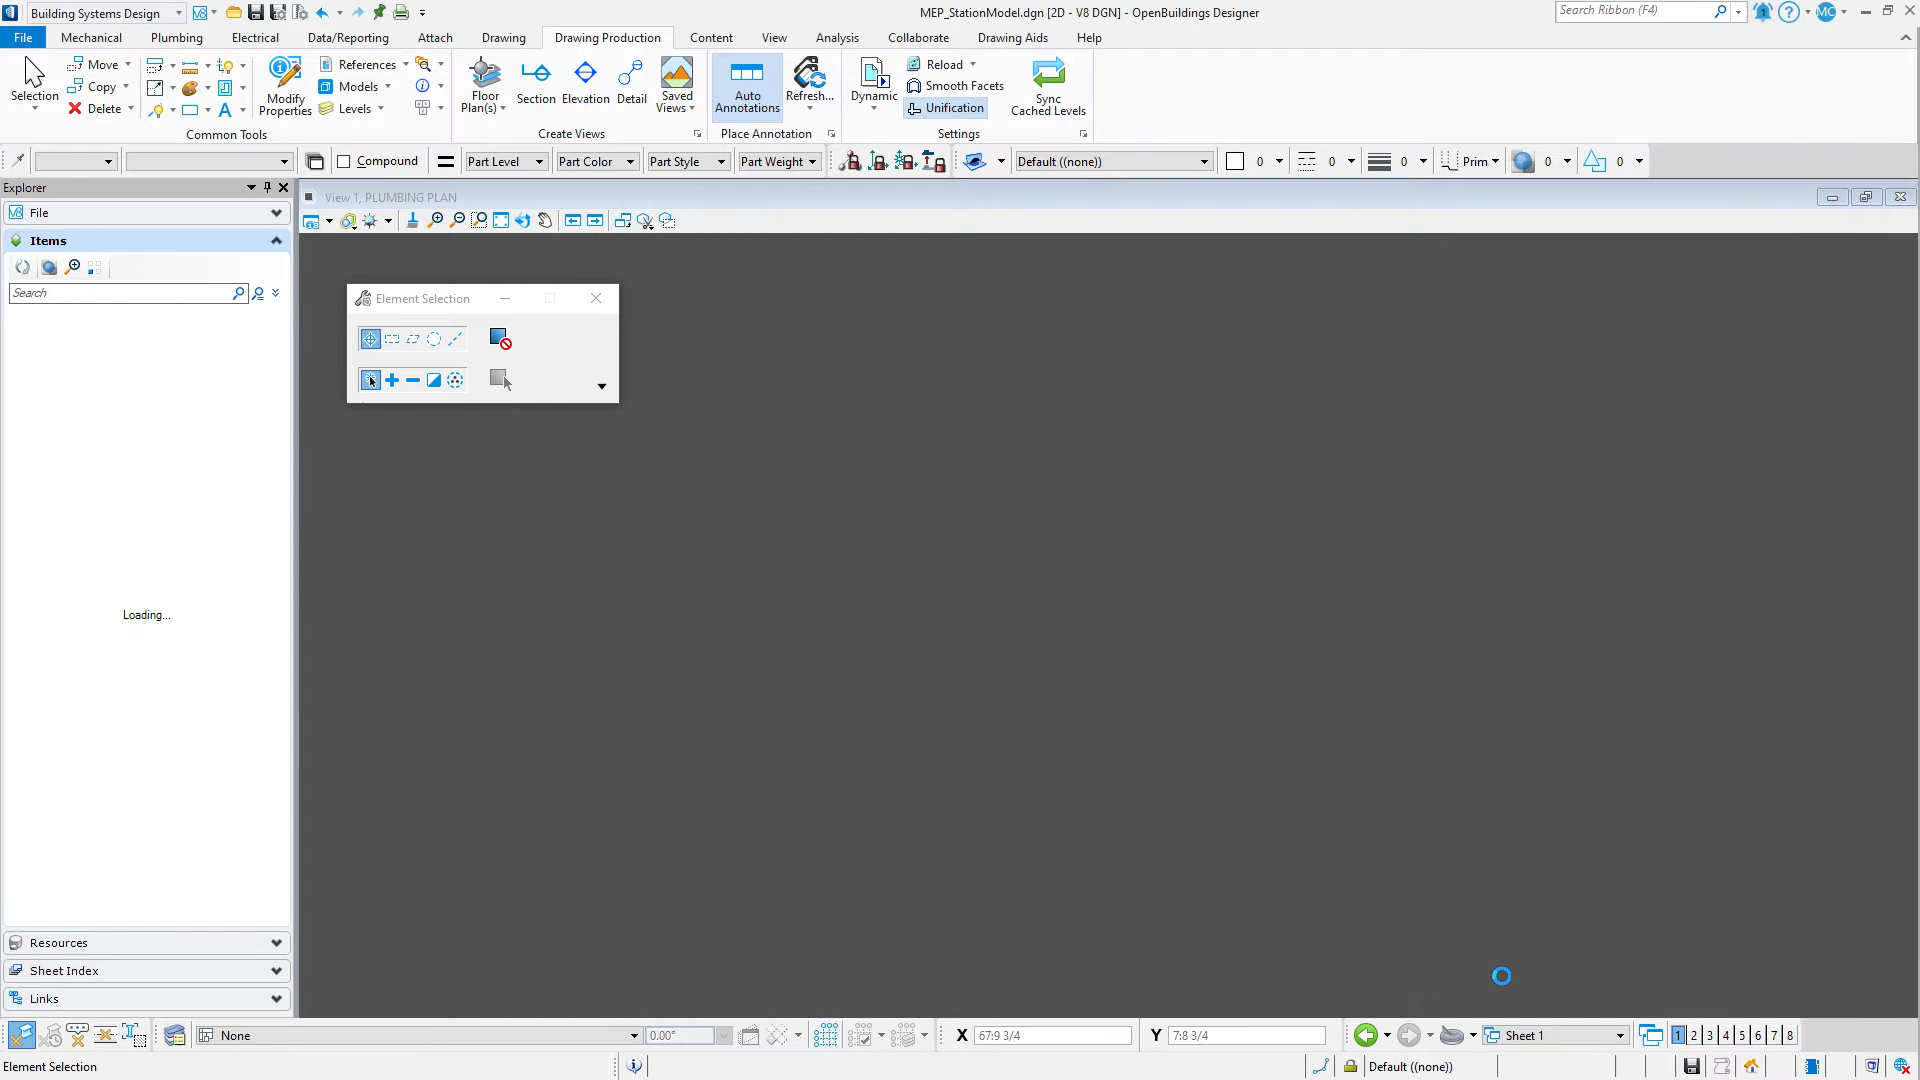 Building Systems Design
MEP_StationModel.dgn [2D - V8 DGN] - OpenBuildings Designer
Search Ribbon (F4)
MC
File
Mechanical
Plumbing
Electrical
Data/Reporting
Attach
Drawing
Drawing Production
Content
View
Analysis
Collaborate
Drawing Aids
Help
Selection
Move
Copy
Delete
Modify Properties
References
Models
Levels
Common Tools
Floor Plan(s)
Section
Elevation
Detail
Saved Views
Create Views
Auto Annotations
Refresh...
Place Annotation
Dynamic
Reload
Smooth Facets
Unification
Sync Cached Levels
Settings
Compound
Part Level
Part Color
Part Style
Part Weight
Default ((none))
0
0
0
Prim
0
0
Explorer
File
Items
Search
Loading...
Resources
Sheet Index
Links
View 1, PLUMBING PLAN
Element Selection
None
0.00°
X
67:9 3/4
Y
7:8 3/4
Sheet 1
1 2 3 4 5 6 7 8
Element Selection
Default ((none))